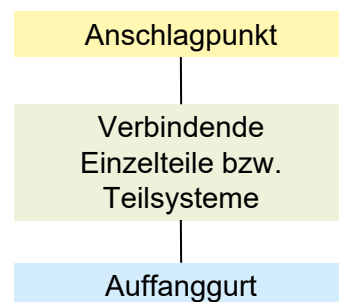 Anschlagpunkt
Verbindende
Einzelteile bzw.
Teilsysteme
Auffanggurt